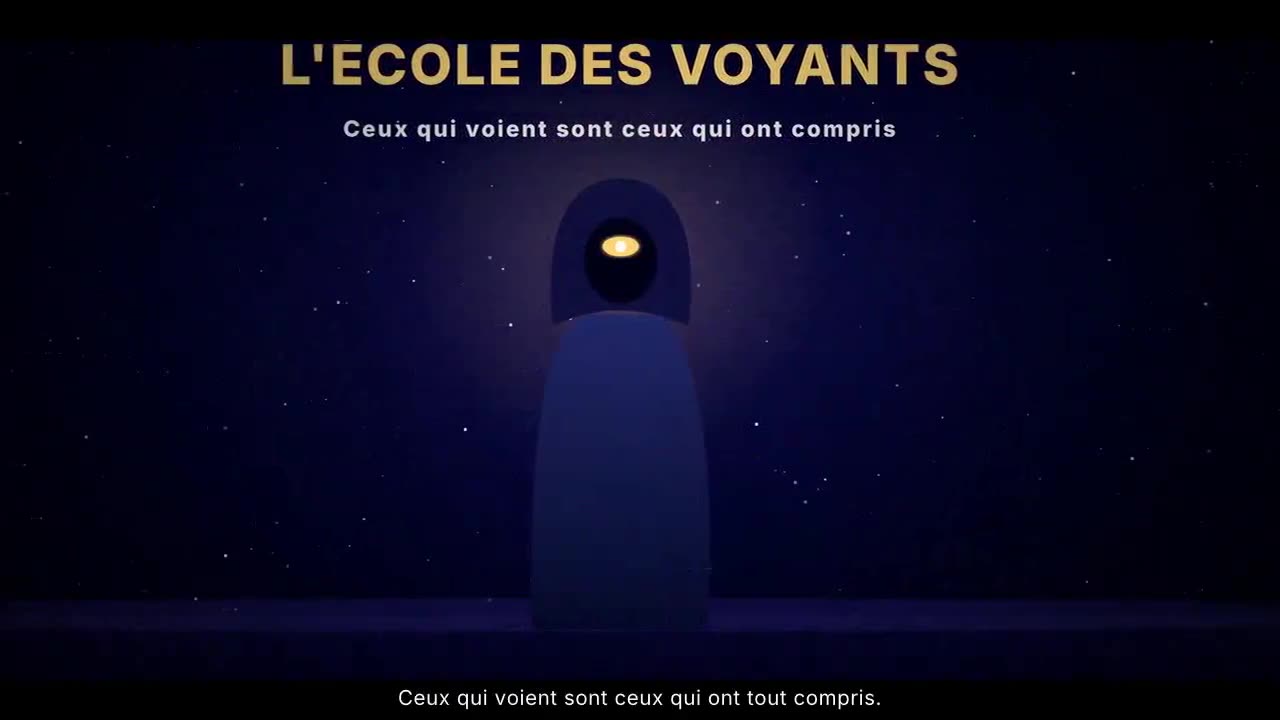 L'ECOLE DES VOYANTS
Ceux qui voient sont ceux qui ont compris
Ceux qui voient sont ceux qui ont tout compris.